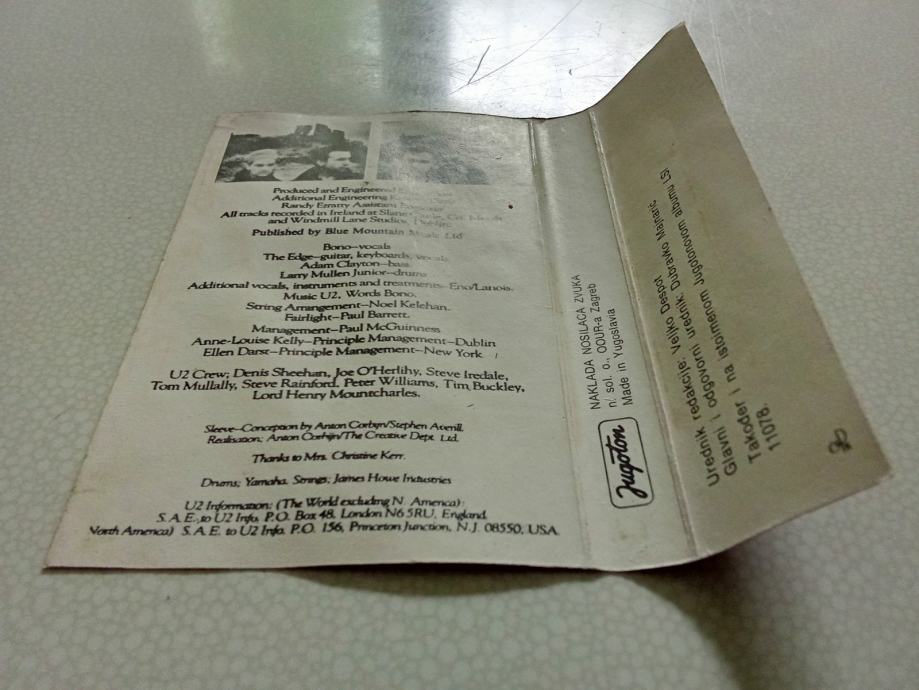 Produced and Engineered
Additional Engineering
Randy Ezratty Assistant
All tracks recorded in Ireland at Slane Castle, Co. Meath
and Windmill Lane Studios, Dublin.
Published by Blue Mountain Music Ltd
Bono—vocals
The Edge—guitar, keyboards, vocals
Adam Clayton—bass
Larry Mullen Junior—drums
Additional vocals, instruments and treatments—Eno/Lanois.
Music U2, Words Bono.
String Arrangement—Noel Kelehan.
Fairlight—Paul Barrett.
Management—Paul McGuinness
Anne-Louise Kelly—Principle Management—Dublin
Ellen Darst—Principle Management—New York
U2 Crew; Denis Sheehan, Joe O'Herlihy, Steve Iredale,
Tom Mullally, Steve Rainford, Peter Williams, Tim Buckley,
Lord Henry Mountcharles.
Sleeve—Conception by Anton Corbijn/Stephen Averill,
Realisation; Anton Corbijn/The Creative Dept. Ltd.
Thanks to Mrs. Christine Kerr.
Drums; Yamaha. Strings; James Howe Industries
U2 Information: (The World excluding N. America)
S.A.E. to U2 Info, P.O. Box 48, London N6 5RU, England.
North America) S.A.E. to U2 Info. P.O. 156, Princeton Junction, N.J. 08550, USA
NAKLADA NOSILACA ZVUKA
n. sol. o., OOUR-a Zagreb
Made in Yugoslavia
Jugoton
Urednik redakcije: Veljko Despot
Glavni i odgovorni urednik: Dubravko Majnarić
Također i na istoimenom Jugotonovom albumu LSI
11078.